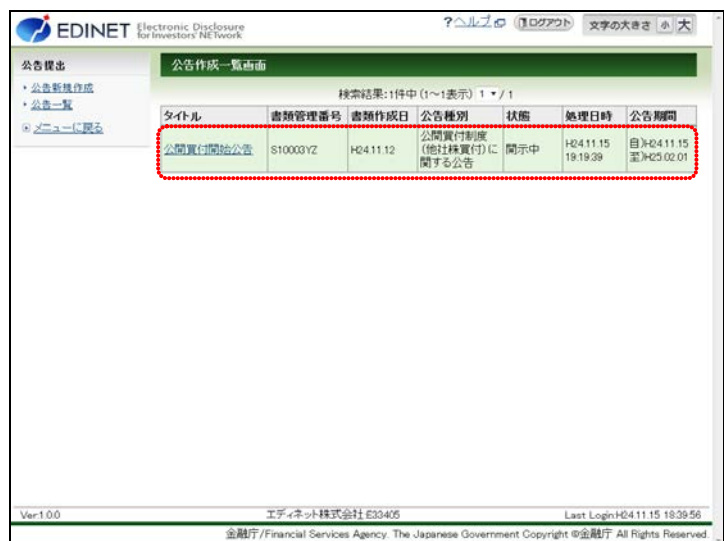 EDINET Electronic Disclosure for Investors' NETwork
?ヘルプ ログアウト 文字の大きさ 小 大
公告提出
公告作成一覧画面
公告新規作成
公告一覧
メニューに戻る
検索結果:1件中(1～1表示) 1 / 1
タイトル 書類管理番号 書類作成日 公告種別 状態 処理日時 公告期間
公開買付開始公告 S10003YZ H24.11.12 公開買付制度(他社株買付)に関する公告 開示中 H24.11.15 19:19:39 自)H24.11.15 至)H25.02.01
Ver1.0.0 エディネット株式会社 E33405 Last Login:H24.11.15 18:39:56
金融庁/Financial Services Agency. The Japanese Government Copyright ©金融庁 All Rights Reserved.